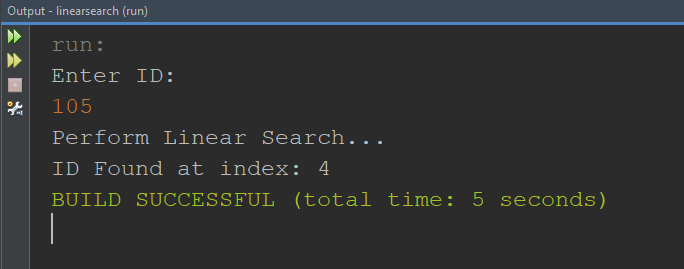 Output - linearsearch (run)
run:
Enter ID:
105
Perform Linear Search...
ID Found at index: 4
BUILD SUCCESSFUL (total time: 5 seconds)